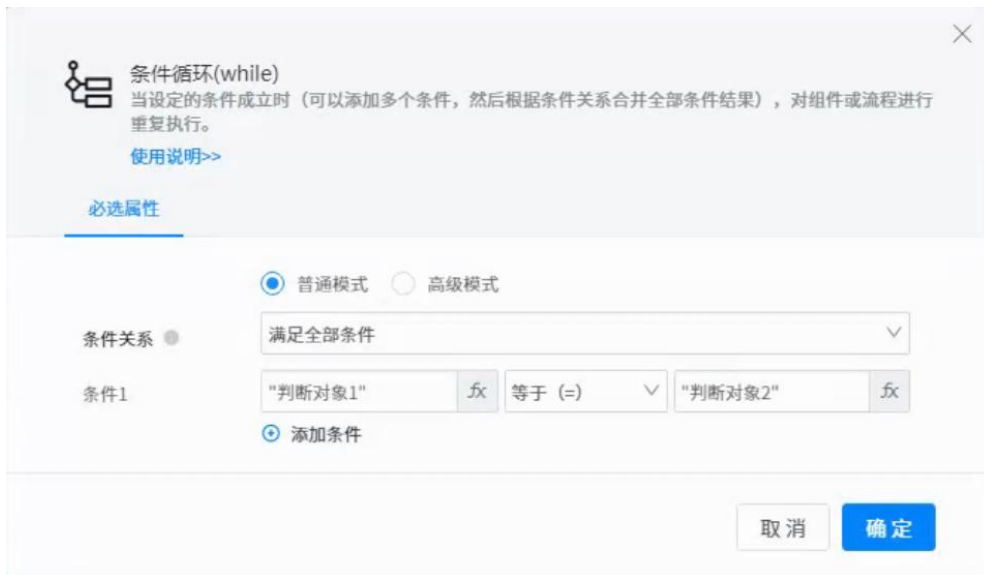 条件循环(while)
当设定的条件成立时（可以添加多个条件，然后根据条件关系合并全部条件结果），对组件或流程进行
重复执行。
使用说明>>
必选属性
普通模式 高级模式
条件关系 满足全部条件
条件1 "判断对象1" fx 等于 (=) "判断对象2" fx
添加条件
取消 确定